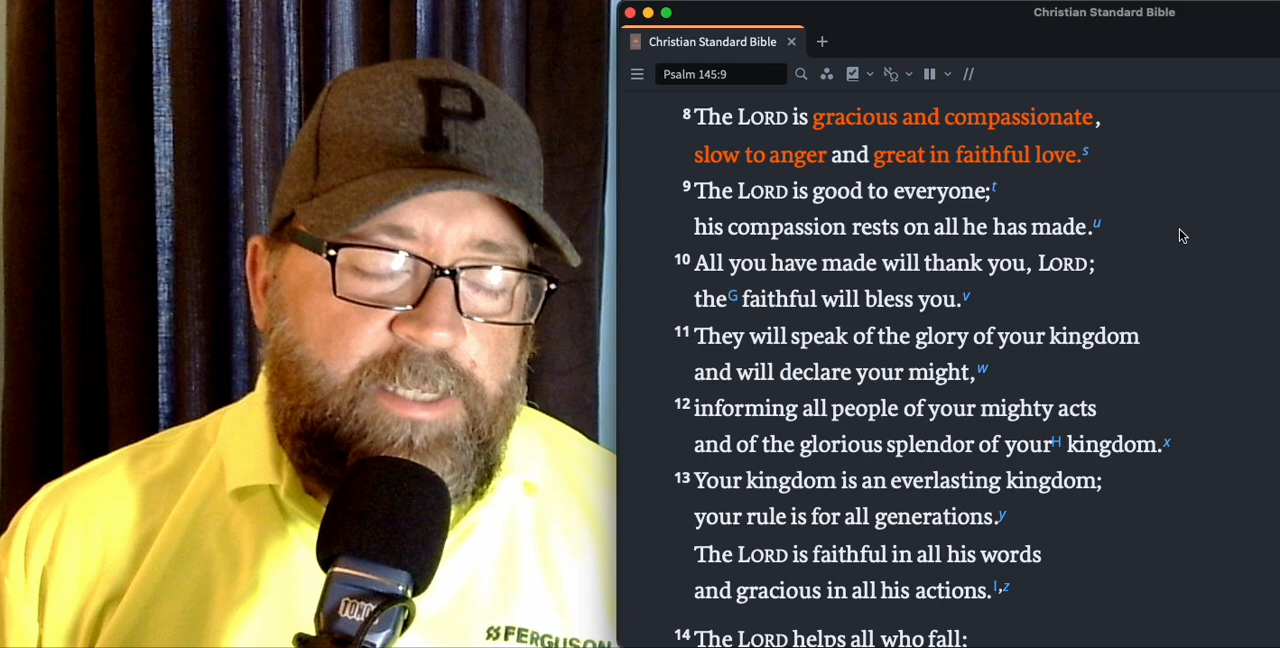 P
TONOR
FERGUSON
Christian Standard Bible
Christian Standard Bible
Psalm 145:9
8 The LORD is gracious and compassionate,
slow to anger and great in faithful love.s
9 The LORD is good to everyone;t
his compassion rests on all he has made.u
10 All you have made will thank you, LORD;
theG faithful will bless you.v
11 They will speak of the glory of your kingdom
and will declare your might,w
12 informing all people of your mighty acts
and of the glorious splendor of yourH kingdom.x
13 Your kingdom is an everlasting kingdom;
your rule is for all generations.y
The LORD is faithful in all his words
and gracious in all his actions.I,z
14 The LORD helps all who fall;